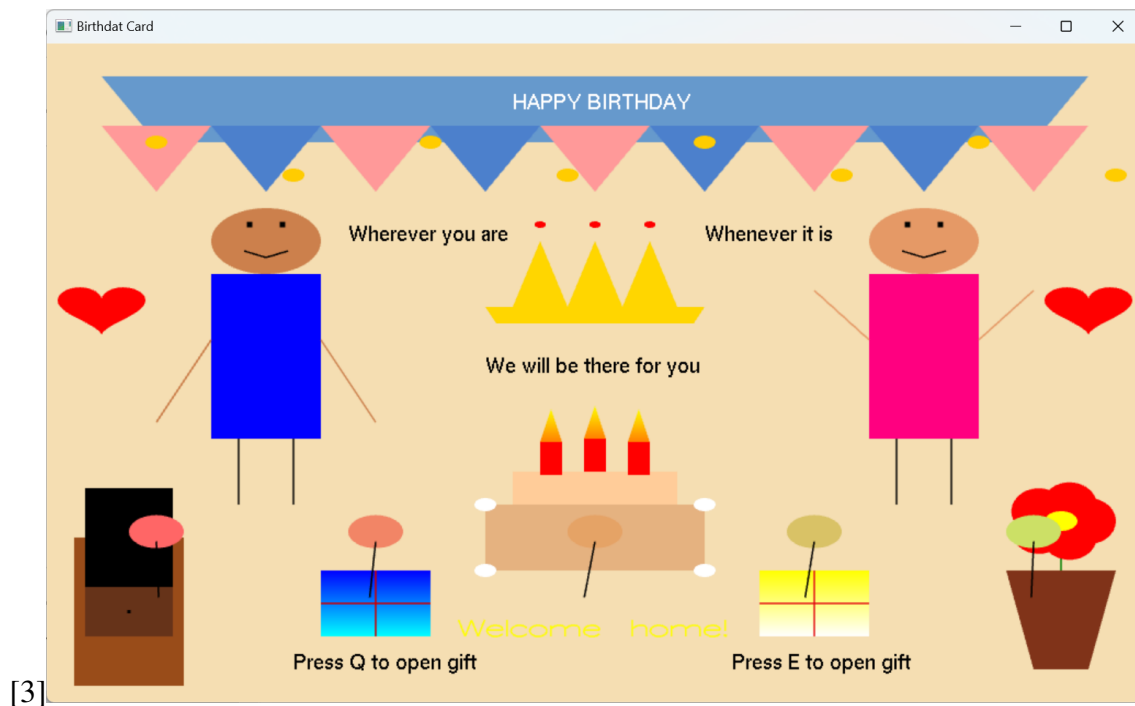 Birthdat Card
HAPPY BIRTHDAY
Wherever you are
Whenever it is
We will be there for you
Welcome home!
Press Q to open gift
Press E to open gift
[3]